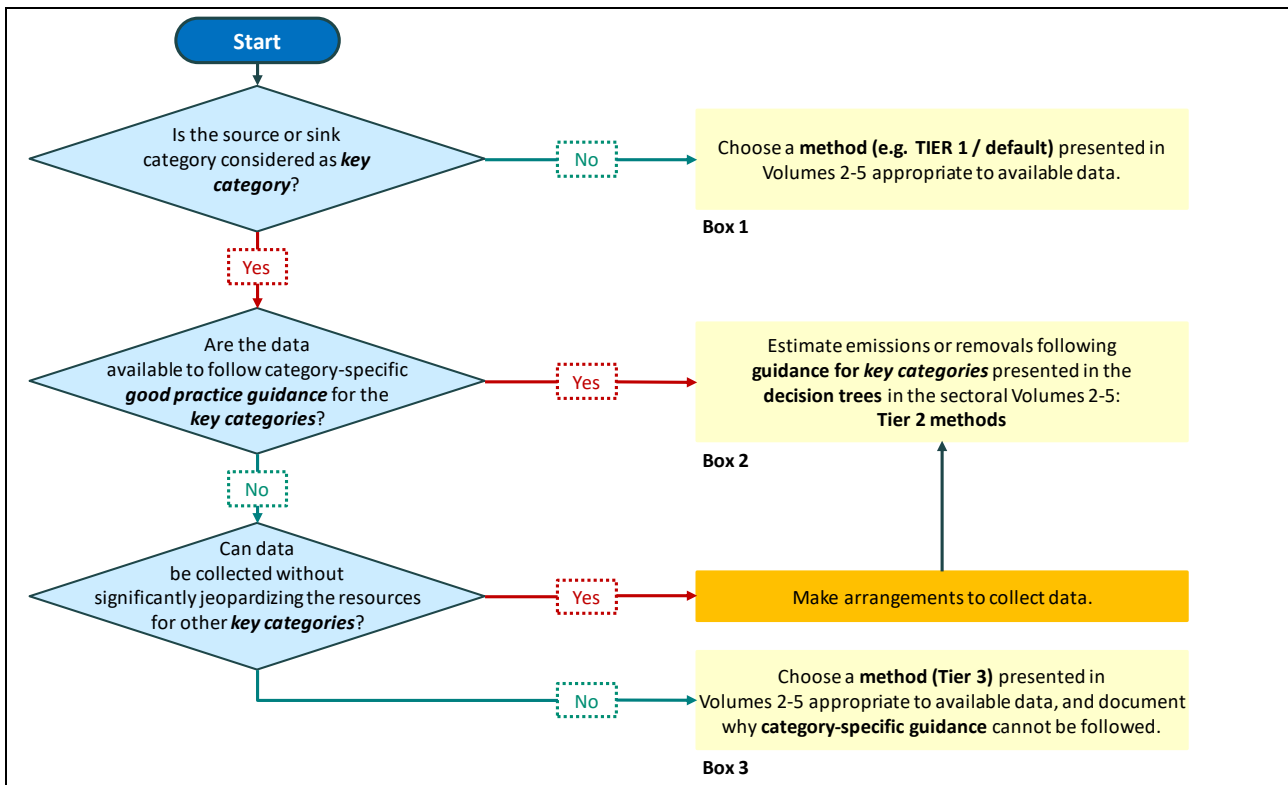 Start
Is the source or sink
category considered as key
category?
No
Choose a method (e.g. TIER 1 / default) presented in
Volumes 2-5 appropriate to available data.
Box 1
Yes
Are the data
available to follow category-specific
good practice guidance for the
key categories?
Yes
Estimate emissions or removals following
guidance for key categories presented in the
decision trees in the sectoral Volumes 2-5:
Tier 2 methods
Box 2
No
Can data
be collected without
significantly jeopardizing the resources
for other key categories?
Yes
Make arrangements to collect data.
No
Choose a method (Tier 3) presented in
Volumes 2-5 appropriate to available data, and document
why category-specific guidance cannot be followed.
Box 3